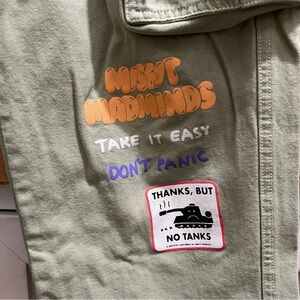 MISFIT
MADMINDS
TAKE IT EASY
DON'T PANIC
THANKS, BUT
NO TANKS